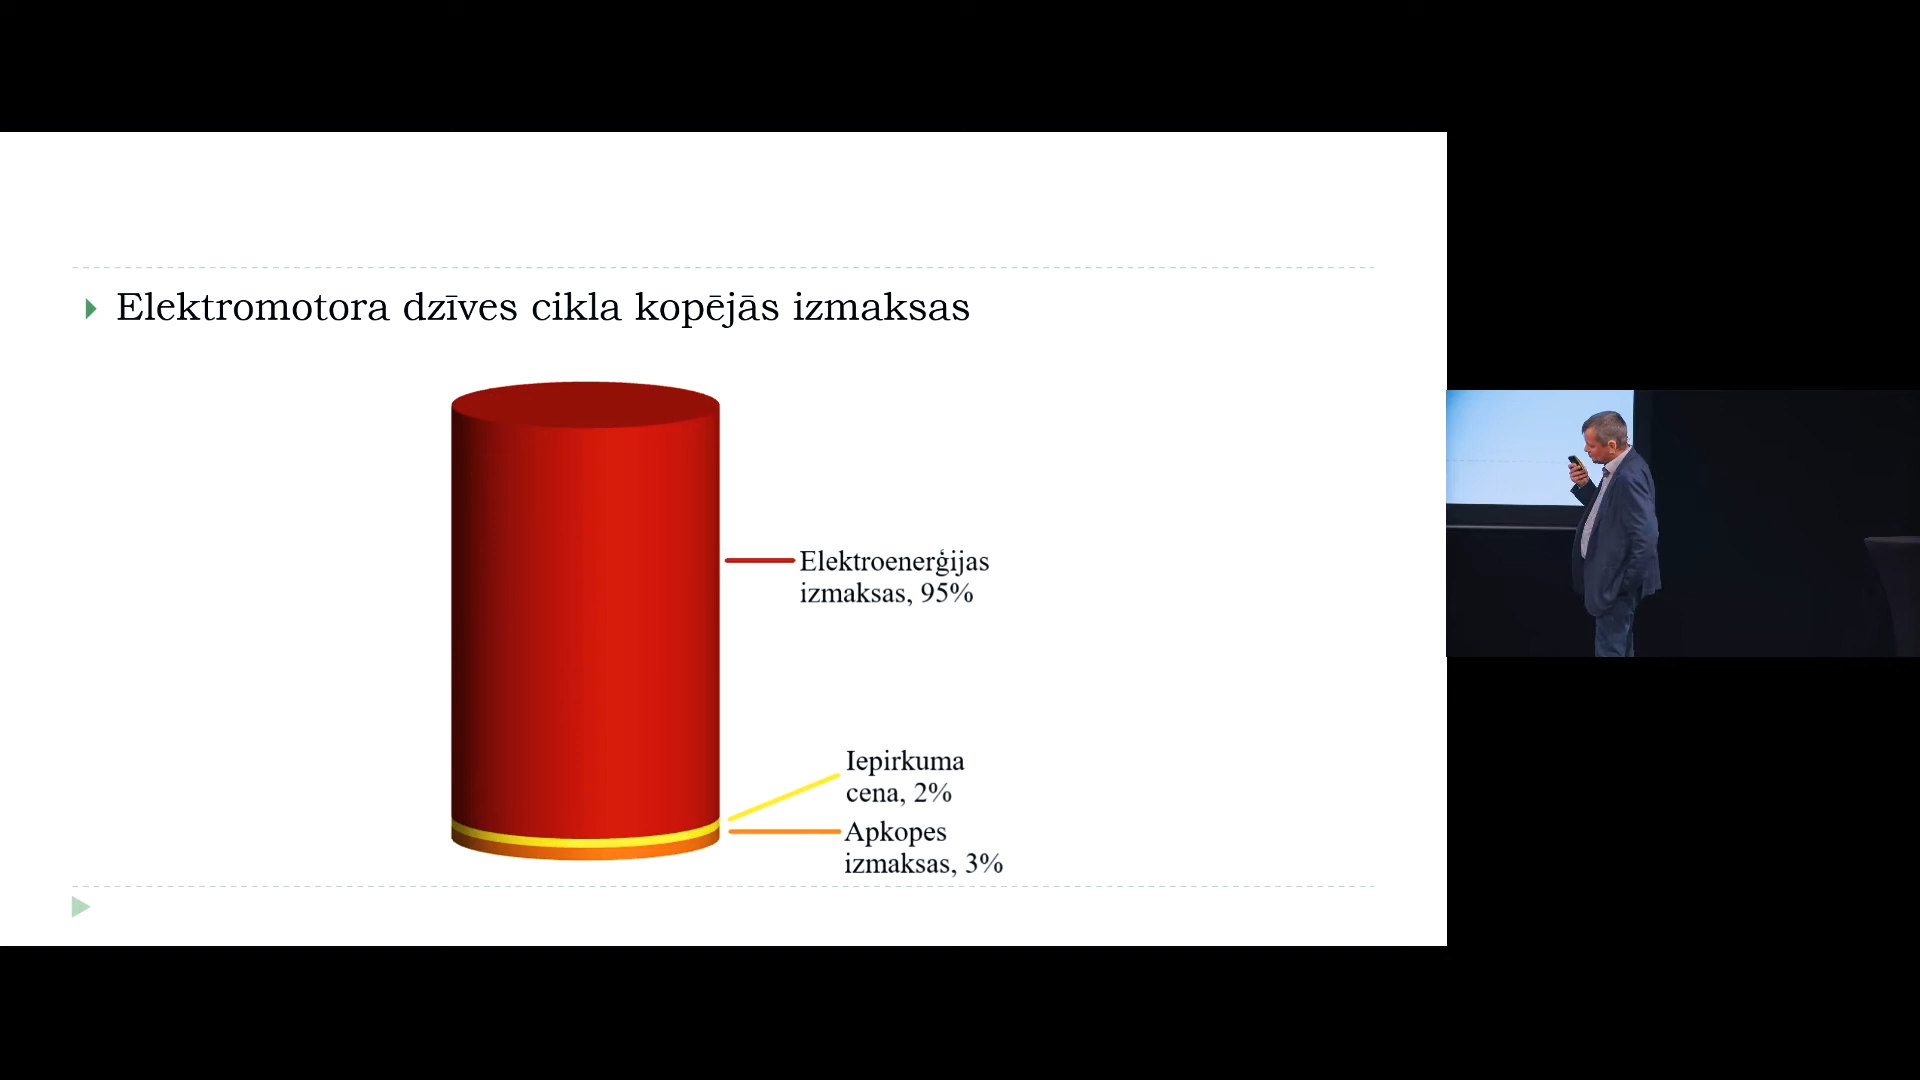 Elektromotora dzīves cikla kopējās izmaksas
Elektroenerģijas
izmaksas, 95%
Iepirkuma
cena, 2%
Apkopes
izmaksas, 3%